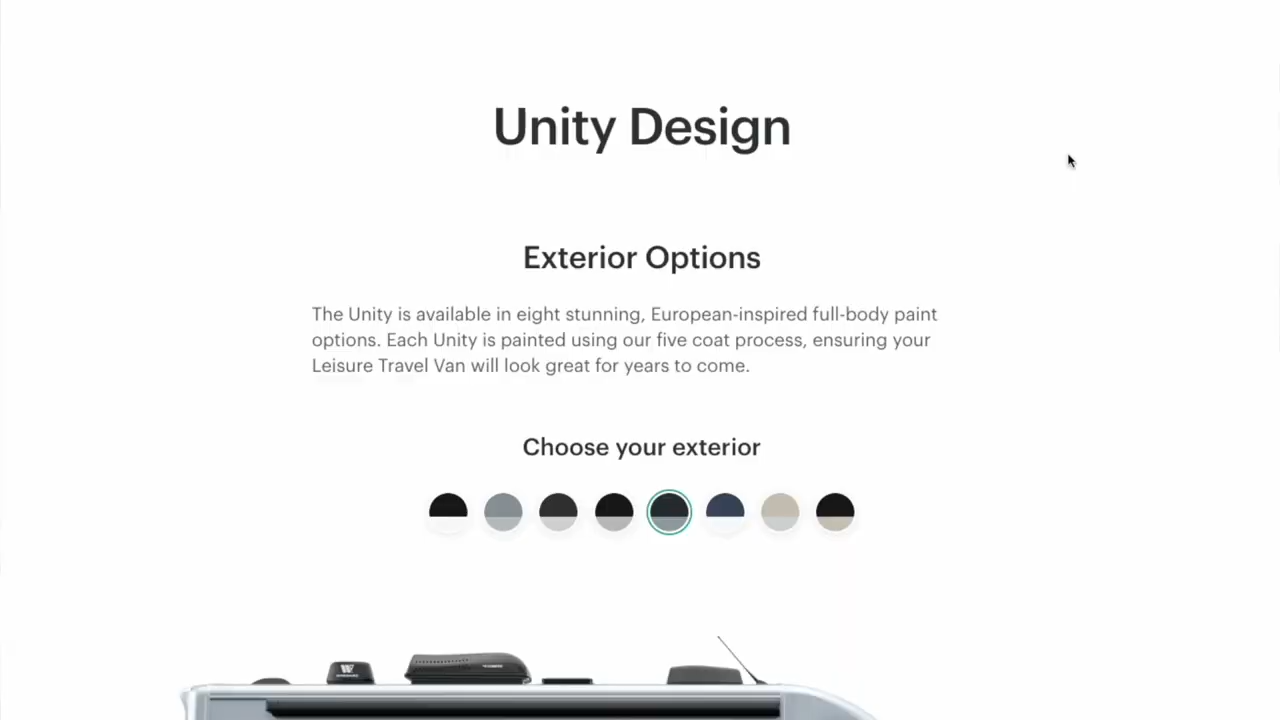 Unity Design
Exterior Options
The Unity is available in eight stunning, European-inspired full-body paint
options. Each Unity is painted using our five coat process, ensuring your
Leisure Travel Van will look great for years to come.
Choose your exterior
W